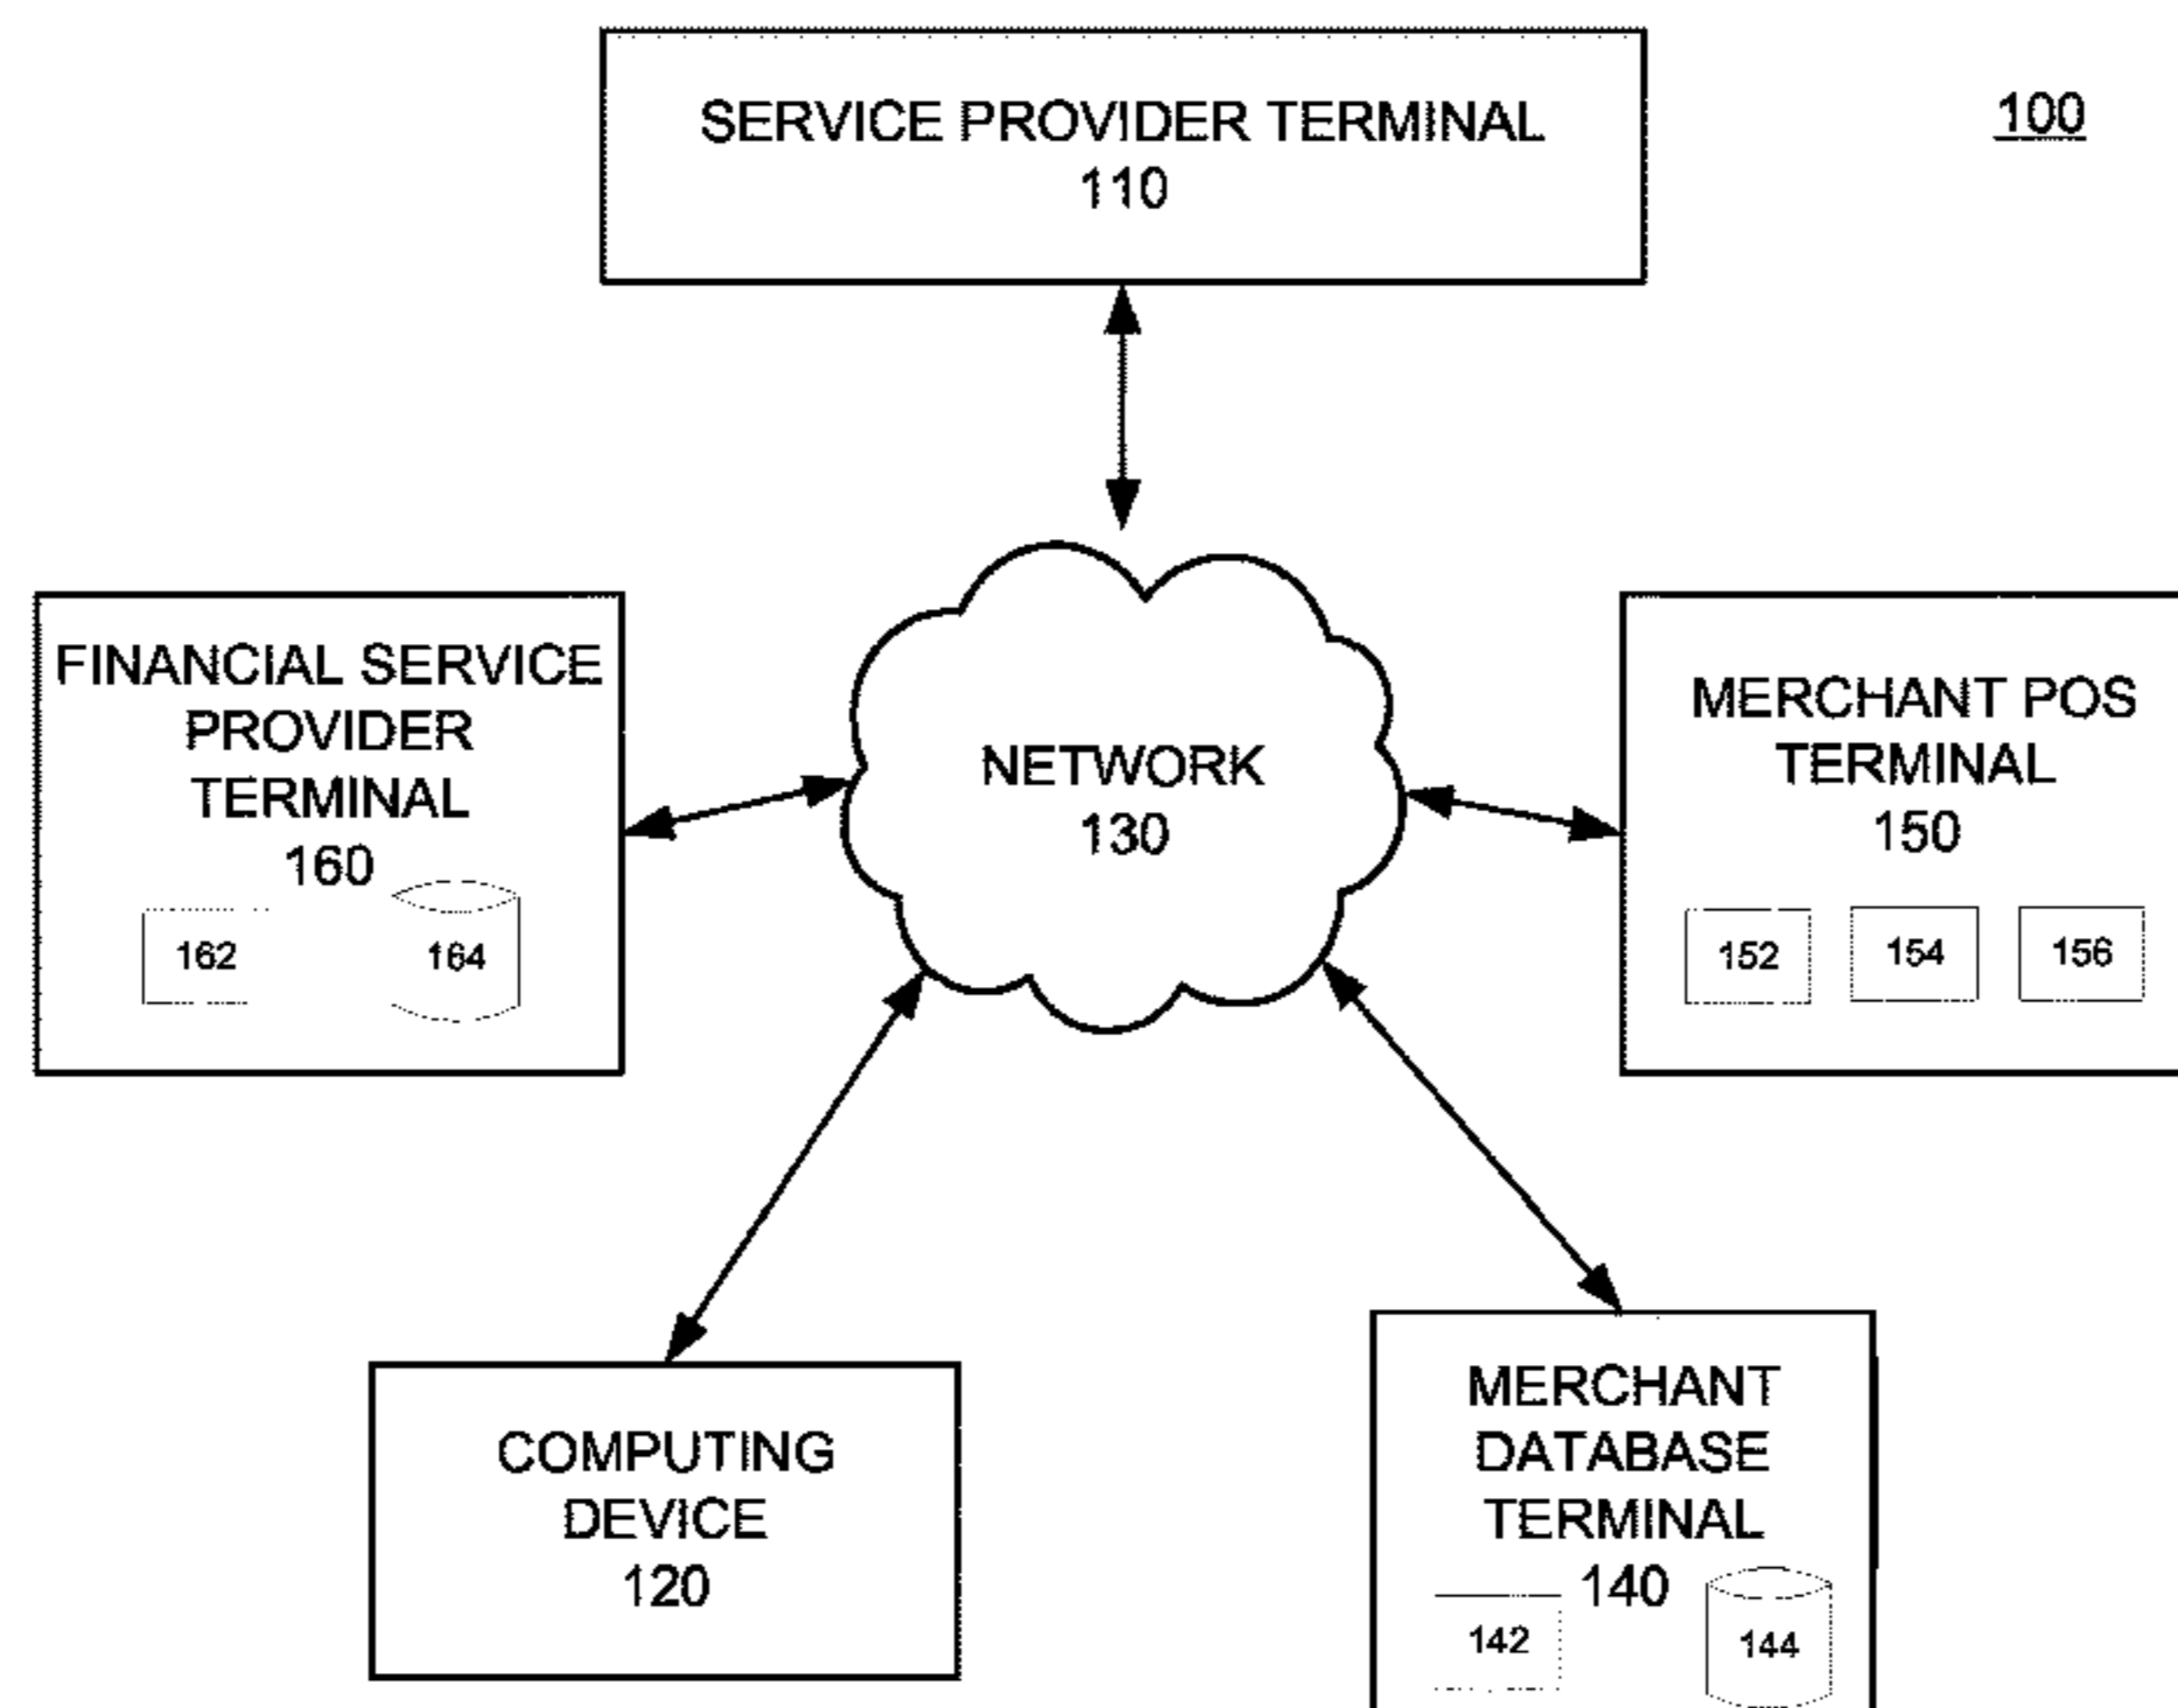 SERVICE PROVIDER TERMINAL
110
100
FINANCIAL SERVICE
PROVIDER
TERMINAL
160
162
164
NETWORK
130
MERCHANT POS
TERMINAL
150
152
154
156
COMPUTING
DEVICE
120
MERCHANT
DATABASE
TERMINAL
140
142
144